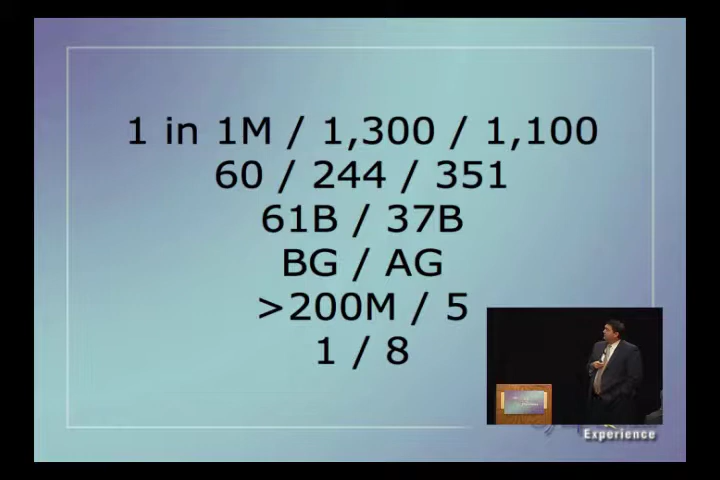 1 in 1M / 1,300 / 1,100
60 / 244 / 351
61B / 37B
BG / AG
>200M / 5
1 / 8
Experience